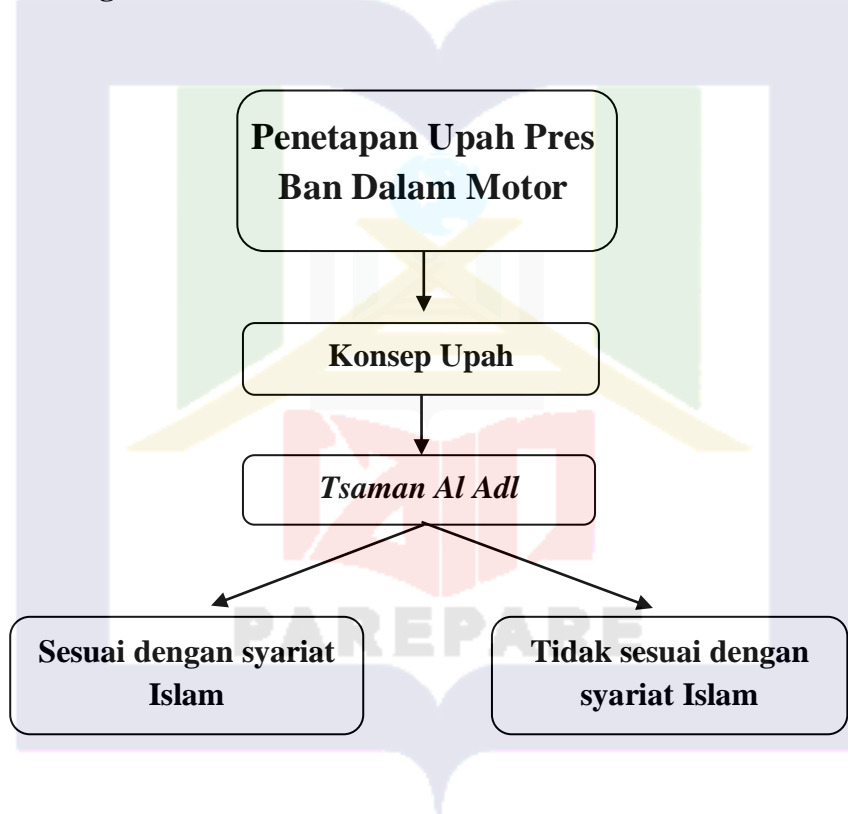 Penetapan Upah Pres
Ban Dalam Motor
Konsep Upah
Tsaman Al Adl
Sesuai dengan syariat
Islam
Tidak sesuai dengan
syariat Islam
PAREPARE